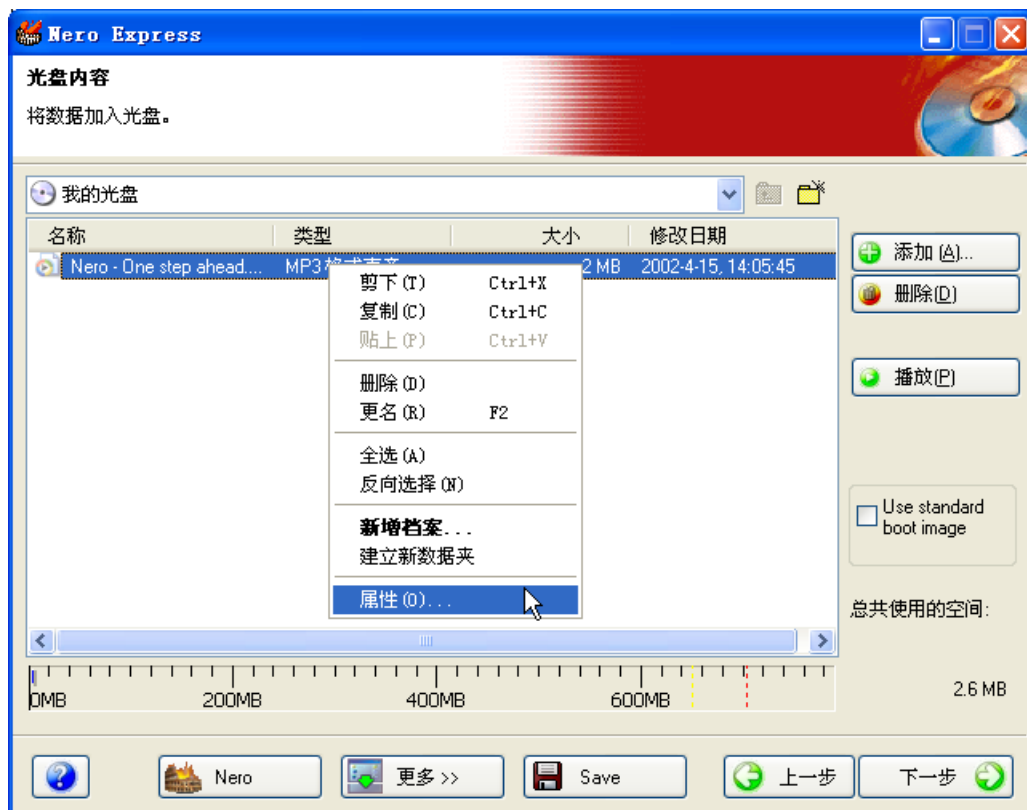 Nero Express
光盘内容
将数据加入光盘。
我的光盘
名称 类型 大小 修改日期
Nero - One step ahead.... MP3 格式声音 2 MB 2002-4-15, 14:05:45
剪下(T) Ctrl+X
复制(C) Ctrl+C
贴上(P) Ctrl+V
删除(D)
更名(R) F2
全选(A)
反向选择(N)
新增档案...
建立新数据夹
属性(O)...
添加(A)...
删除(D)
播放(P)
Use standard
boot image
总共使用的空间:
0MB 200MB 400MB 600MB
2.6 MB
Nero 更多>> Save 上一步 下一步